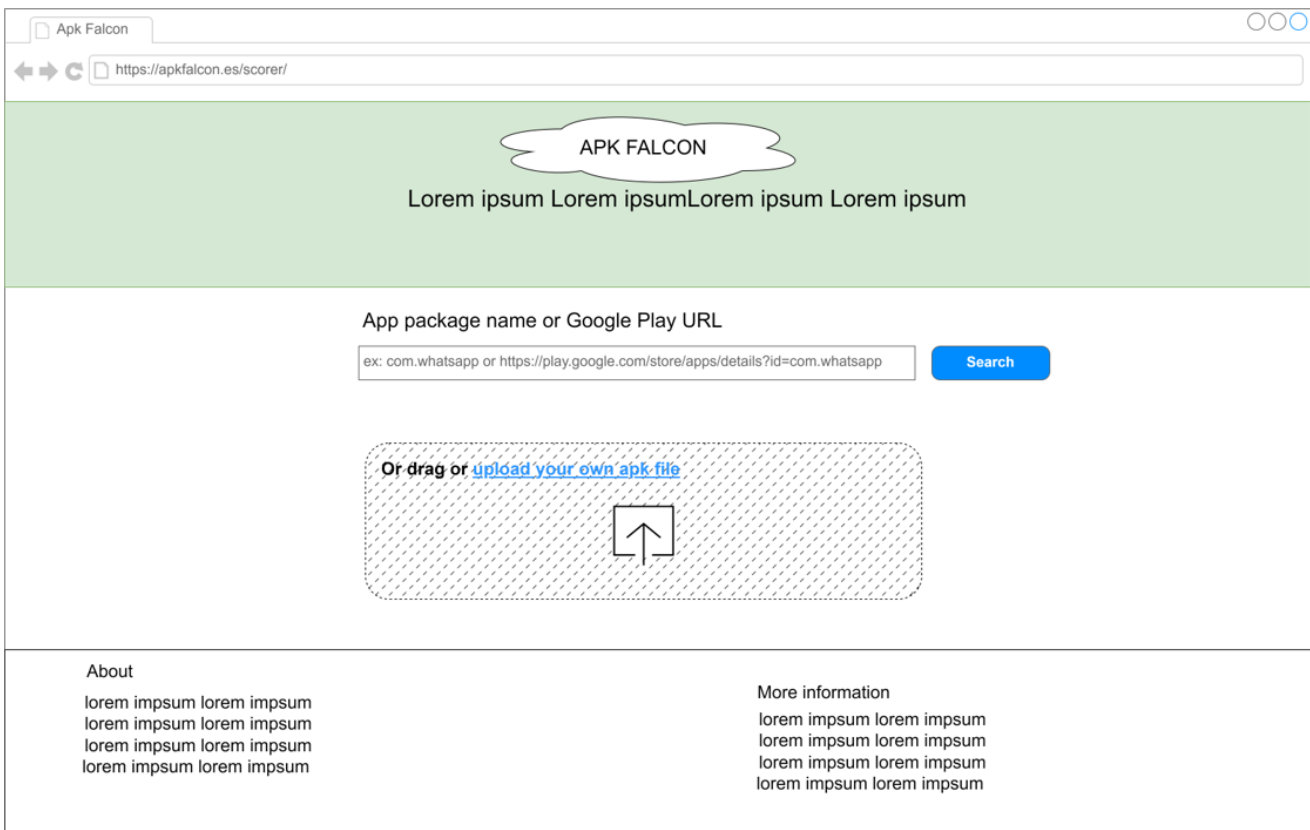 Apk Falcon
https://apkfalcon.es/scorer/
APK FALCON
Lorem ipsum Lorem ipsumLorem ipsum Lorem ipsum
App package name or Google Play URL
ex: com.whatsapp or https://play.google.com/store/apps/details?id=com.whatsapp
Search
Or drag or upload your own apk file
About
lorem impsum lorem impsum
lorem impsum lorem impsum
lorem impsum lorem impsum
lorem impsum lorem impsum
More information
lorem impsum lorem impsum
lorem impsum lorem impsum
lorem impsum lorem impsum
lorem impsum lorem impsum